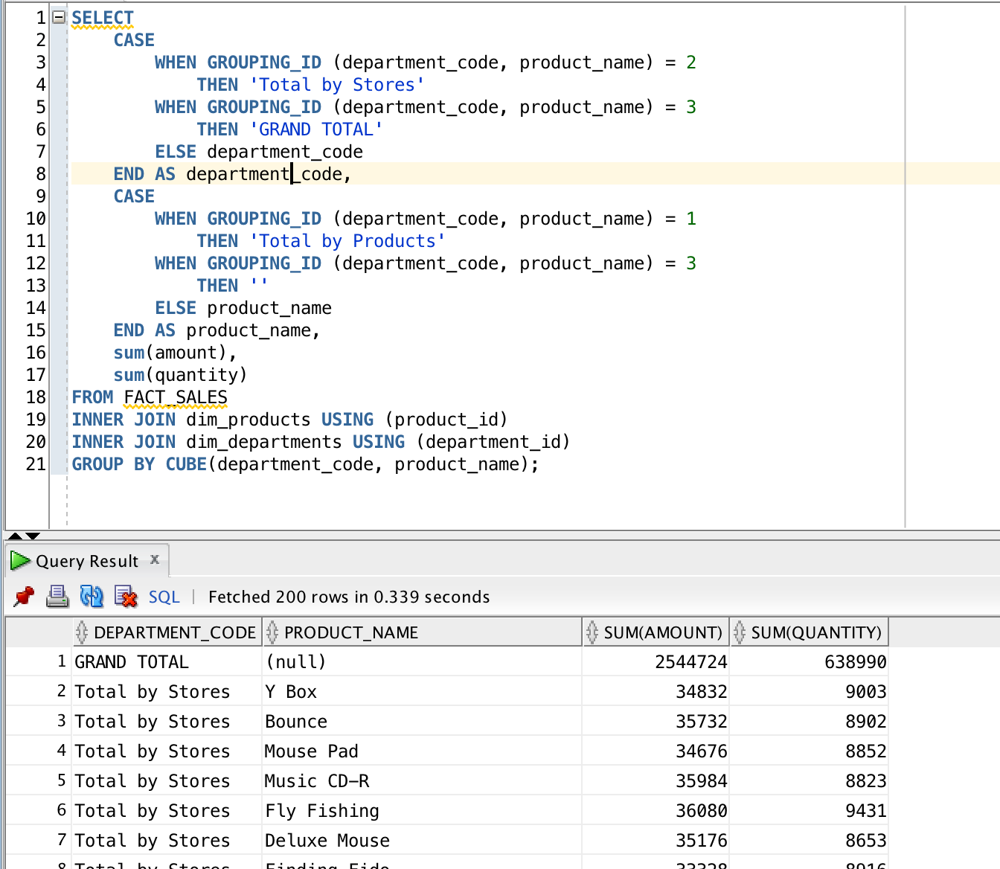 1 SELECT
2 CASE
3 WHEN GROUPING_ID (department_code, product_name) = 2
4 THEN 'Total by Stores'
5 WHEN GROUPING_ID (department_code, product_name) = 3
6 THEN 'GRAND TOTAL'
7 ELSE department_code
8 END AS department_code,
9 CASE
10 WHEN GROUPING_ID (department_code, product_name) = 1
11 THEN 'Total by Products'
12 WHEN GROUPING_ID (department_code, product_name) = 3
13 THEN ''
14 ELSE product_name
15 END AS product_name,
16 sum(amount),
17 sum(quantity)
18 FROM FACT_SALES
19 INNER JOIN dim_products USING (product_id)
20 INNER JOIN dim_departments USING (department_id)
21 GROUP BY CUBE(department_code, product_name);
Query Result x
SQL | Fetched 200 rows in 0.339 seconds
DEPARTMENT_CODE PRODUCT_NAME SUM(AMOUNT) SUM(QUANTITY)
1 GRAND TOTAL (null) 2544724 638990
2 Total by Stores Y Box 34832 9003
3 Total by Stores Bounce 35732 8902
4 Total by Stores Mouse Pad 34676 8852
5 Total by Stores Music CD-R 35984 8823
6 Total by Stores Fly Fishing 36080 9431
7 Total by Stores Deluxe Mouse 35176 8653
8 Total by Stores Finding Fido 33328 8916